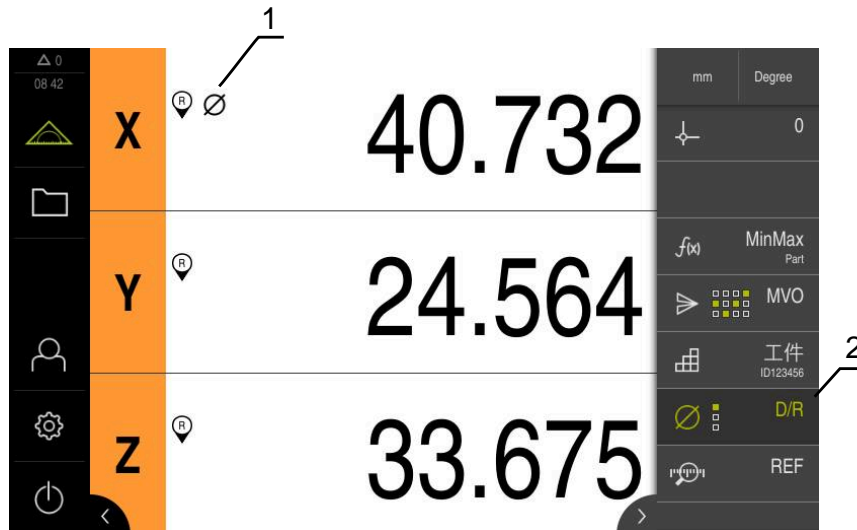 1
0
08 42
mm
Degree
X
R
40.732
0
Y
R
24.564
f(x)
MinMax
Part
MVO
工件
ID123456
2
D/R
Z
R
33.675
REF